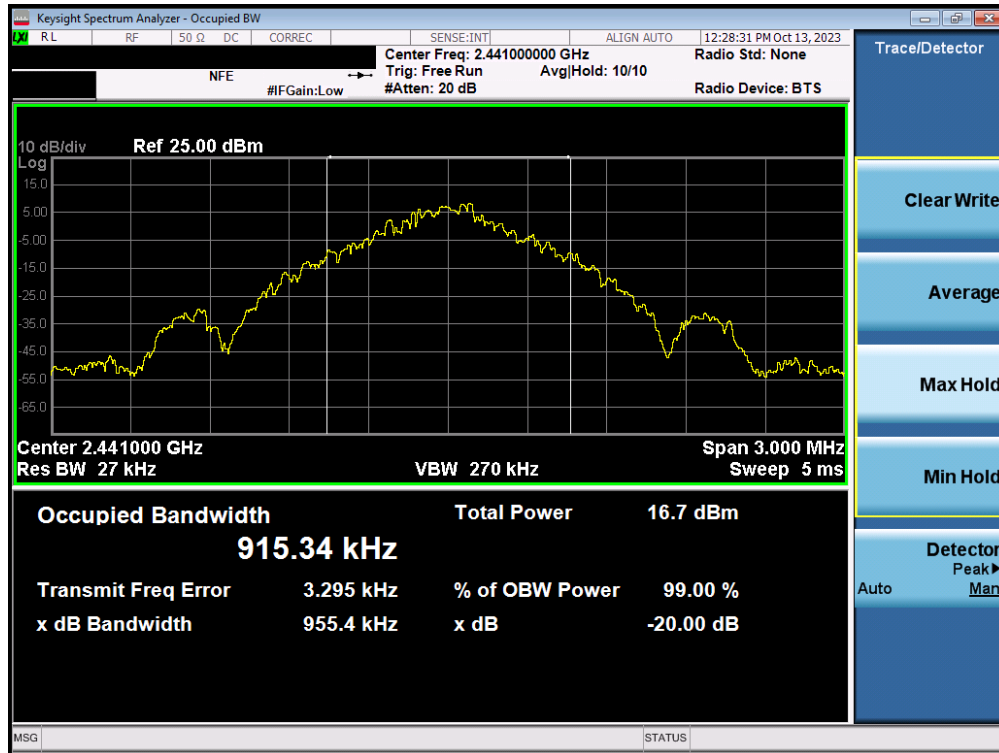 Keysight Spectrum Analyzer - Occupied BW
LXI RL RF 50 Ω DC CORREC SENSE:INT ALIGN AUTO 12:28:31 PM Oct 13, 2023
Center Freq: 2.441000000 GHz Radio Std: None
NFE Trig: Free Run Avg|Hold: 10/10
#IFGain:Low #Atten: 20 dB Radio Device: BTS
10 dB/div Ref 25.00 dBm
Log
15.0
5.00
-5.00
-15.0
-25.0
-35.0
-45.0
-55.0
-65.0
Center 2.441000 GHz Span 3.000 MHz
Res BW 27 kHz VBW 270 kHz Sweep 5 ms
Occupied Bandwidth Total Power 16.7 dBm
915.34 kHz
Transmit Freq Error 3.295 kHz % of OBW Power 99.00 %
x dB Bandwidth 955.4 kHz x dB -20.00 dB
MSG STATUS
Trace/Detector
Clear Write
Average
Max Hold
Min Hold
Detector
Peak▶
Auto Man